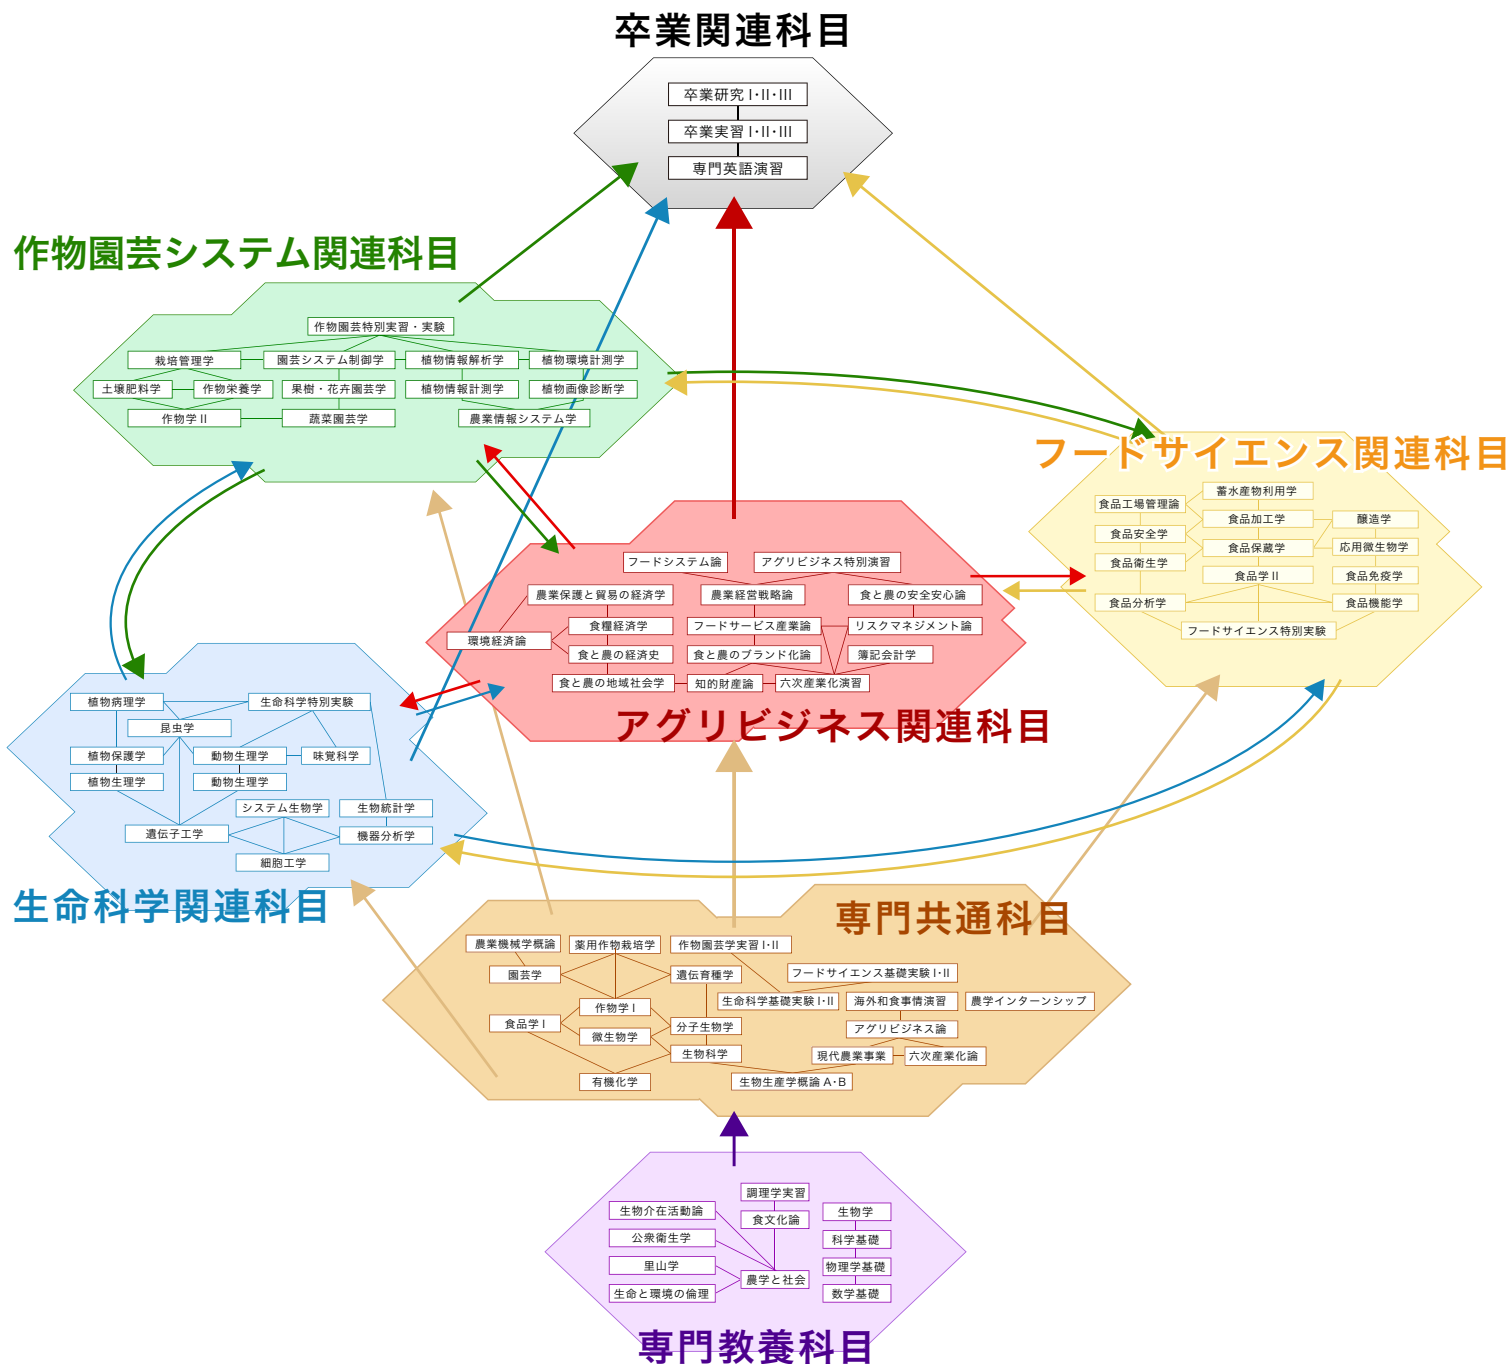 卒業関連科目
卒業研究 I・II・III
卒業実習 I・II・III
専門英語演習
作物園芸システム関連科目
作物園芸特別実習・実験
栽培管理学
園芸システム制御学
植物情報解析学
植物環境計測学
土壌肥料学
作物栄養学
果樹・花卉園芸学
植物情報計測学
植物画像診断学
作物学 II
蔬菜園芸学
農業情報システム学
フードサイエンス関連科目
蓄水産物利用学
食品工場管理論
食品加工学
醸造学
食品安全学
食品保蔵学
応用微生物学
食品衛生学
食品学 II
食品免疫学
食品分析学
食品機能学
フードサイエンス特別実験
フードシステム論
アグリビジネス特別演習
農業保護と貿易の経済学
農業経営戦略論
食と農の安全安心論
食糧経済学
フードサービス産業論
リスクマネジメント論
環境経済論
食と農の経済史
食と農のブランド化論
簿記会計学
食と農の地域社会学
知的財産論
六次産業化演習
アグリビジネス関連科目
植物病理学
生命科学特別実験
昆虫学
植物保護学
動物生理学
味覚科学
植物生理学
動物生理学
システム生物学
生物統計学
遺伝子工学
機器分析学
細胞工学
生命科学関連科目
専門共通科目
農業機械学概論
薬用作物栽培学
作物園芸学実習 I・II
園芸学
遺伝育種学
フードサイエンス基礎実験 I・II
生命科学基礎実験 I・II
海外和食事情演習
農学インターンシップ
作物学 I
食品学 I
微生物学
分子生物学
アグリビジネス論
生物科学
現代農業事業
六次産業化論
有機化学
生物生産学概論 A・B
調理学実習
生物介在活動論
食文化論
生物学
公衆衛生学
科学基礎
里山学
農学と社会
物理学基礎
生命と環境の倫理
数学基礎
専門教養科目